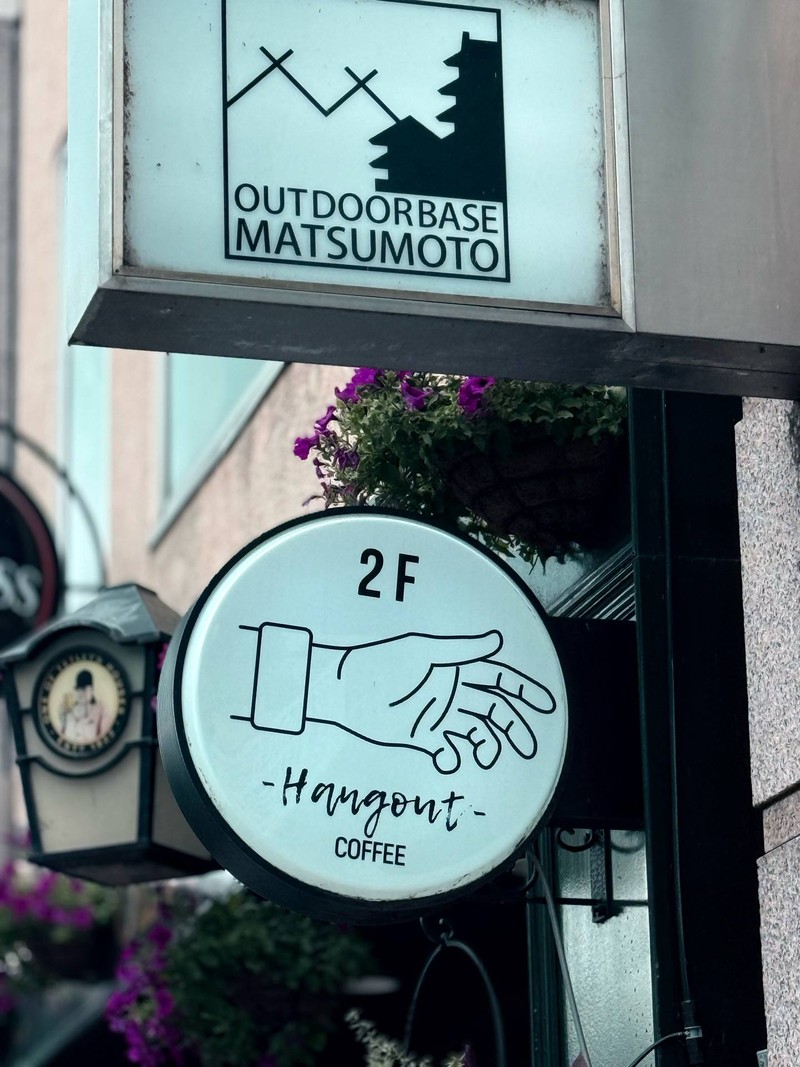 OUTDOORBASE
MATSUMOTO
2F
-Hangout-
COFFEE